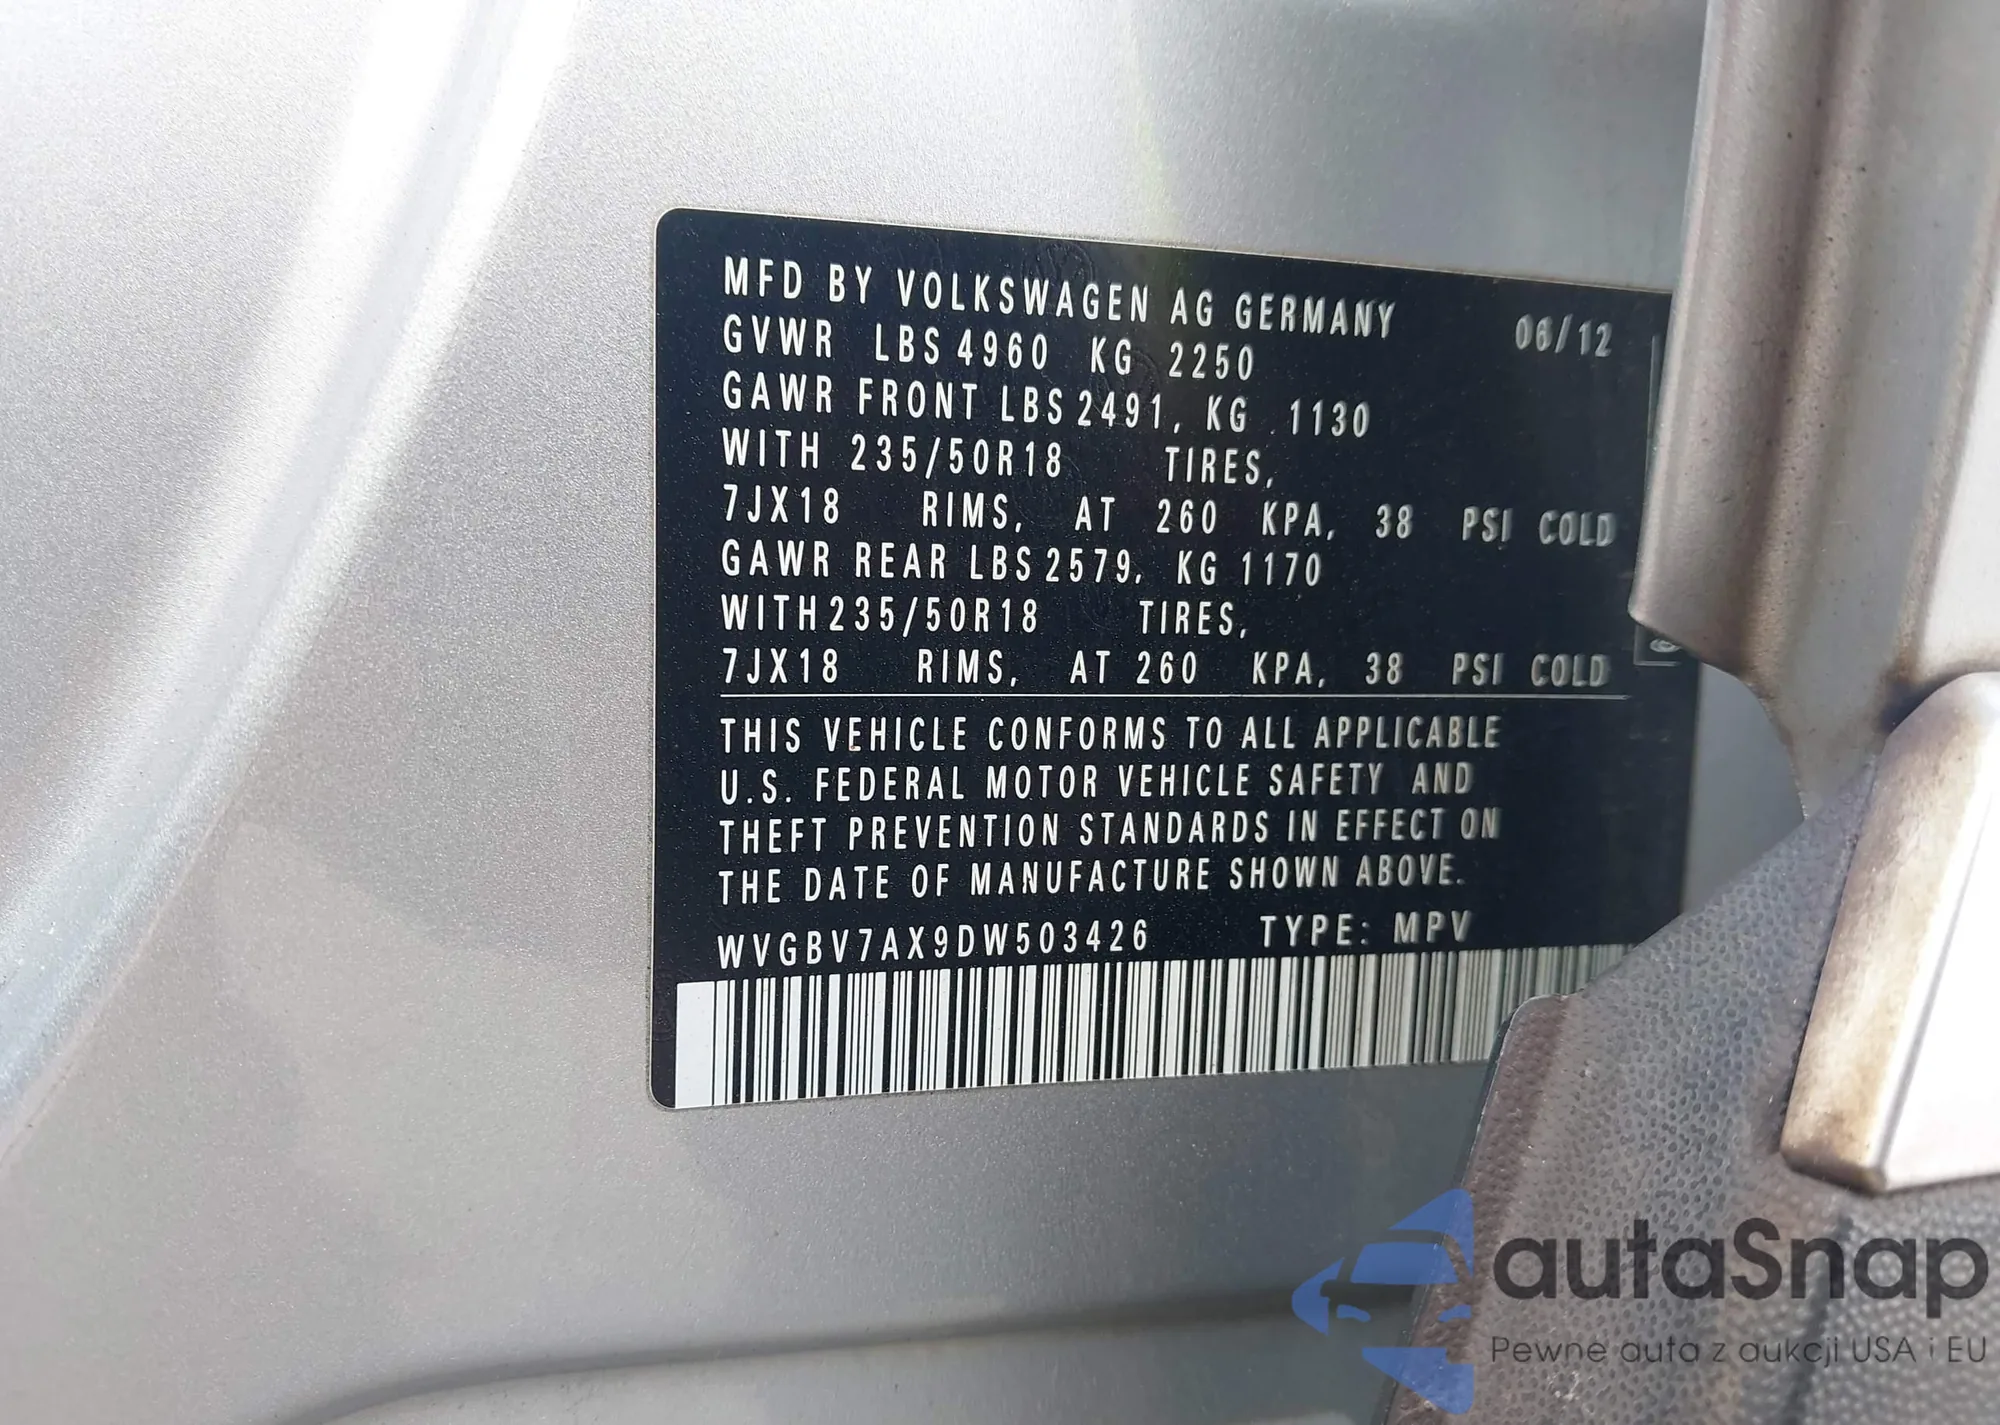 MFD BY VOLKSWAGEN AG GERMANY 06/12
GVWR LBS 4960 KG 2250
GAWR FRONT LBS 2491, KG 1130
WITH 235/50R18 TIRES,
7JX18 RIMS, AT 260 KPA, 38 PSI COLD
GAWR REAR LBS 2579, KG 1170
WITH 235/50R18 TIRES,
7JX18 RIMS, AT 260 KPA, 38 PSI COLD
THIS VEHICLE CONFORMS TO ALL APPLICABLE
U.S. FEDERAL MOTOR VEHICLE SAFETY AND
THEFT PREVENTION STANDARDS IN EFFECT ON
THE DATE OF MANUFACTURE SHOWN ABOVE.
WVGBV7AX9DW503426 TYPE: MPV
autaSnap
Pewne auta z aukcji USA i EU